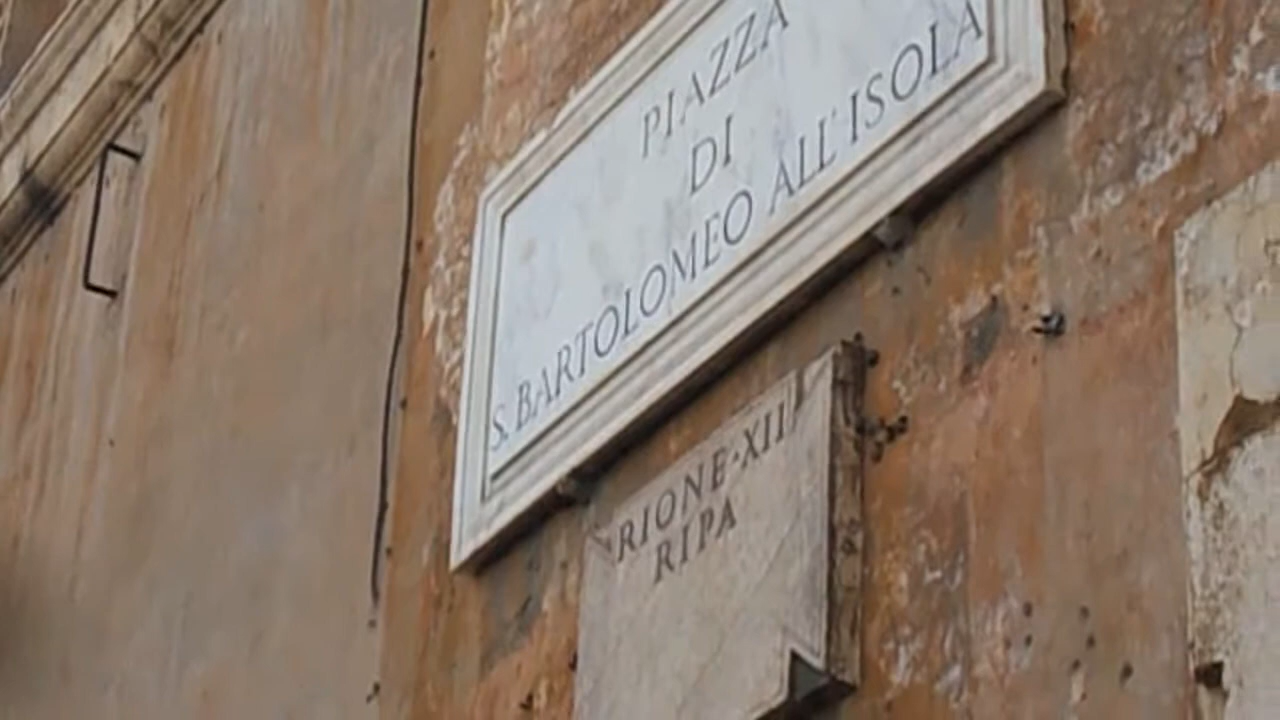 PIAZZA
DI
S. BARTOLOMEO ALL'ISOLA
RIONE·XII
RIPA